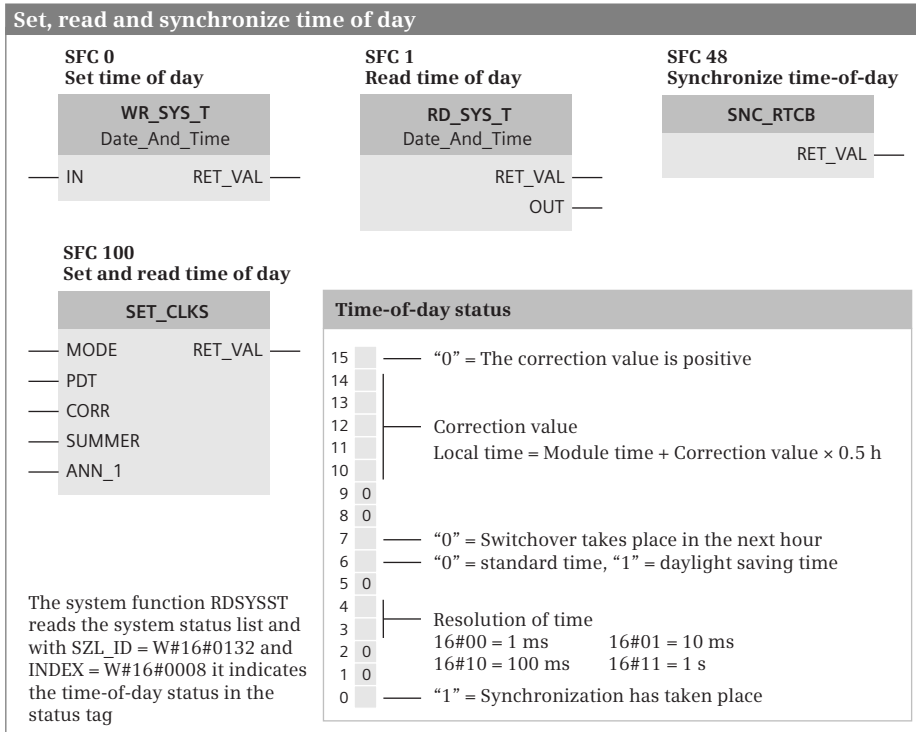 Set, read and synchronize time of day
SFC 0
Set time of day
WR_SYS_T
Date_And_Time
IN RET_VAL
SFC 1
Read time of day
RD_SYS_T
Date_And_Time
RET_VAL
OUT
SFC 48
Synchronize time-of-day
SNC_RTCB
RET_VAL
SFC 100
Set and read time of day
SET_CLKS
MODE RET_VAL
PDT
CORR
SUMMER
ANN_1
The system function RDSYSST
reads the system status list and
with SZL_ID = W#16#0132 and
INDEX = W#16#0008 it indicates
the time-of-day status in the
status tag
Time-of-day status
15 “0” = The correction value is positive
14
13
12 Correction value
11 Local time = Module time + Correction value × 0.5 h
10
9 0
8 0
7 “0” = Switchover takes place in the next hour
6 “0” = standard time, “1” = daylight saving time
5 0
4
3 Resolution of time
16#00 = 1 ms 16#01 = 10 ms
2 0
16#10 = 100 ms 16#11 = 1 s
1 0
0 “1” = Synchronization has taken place